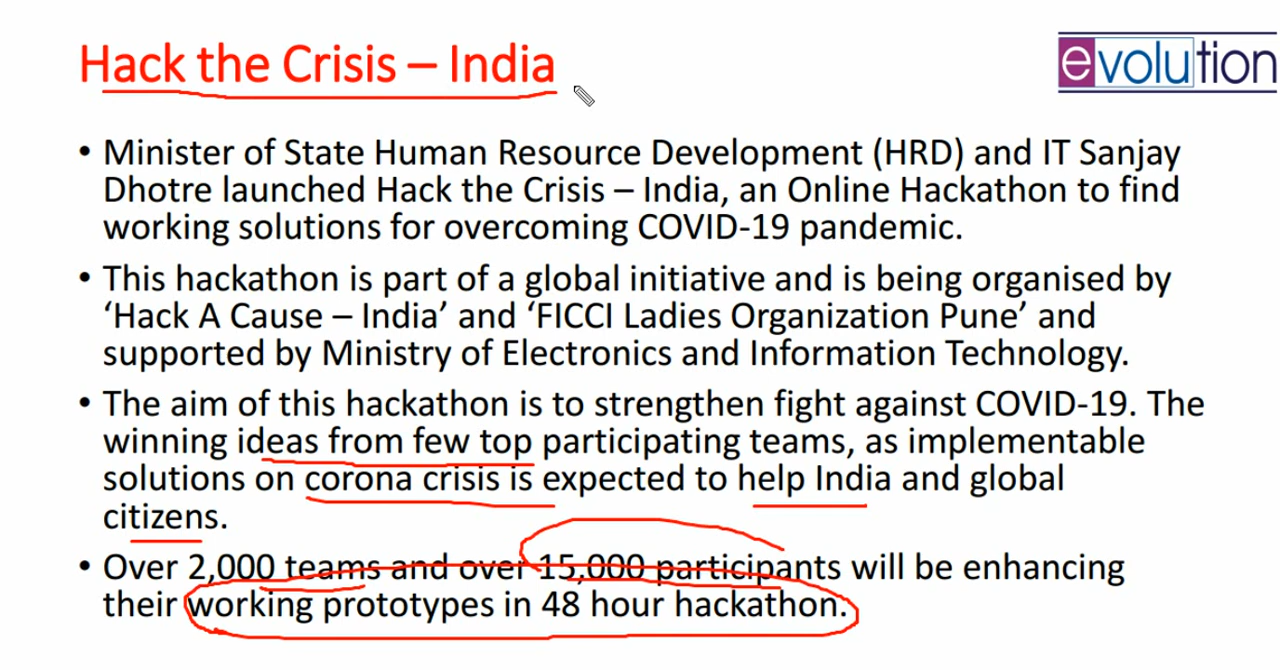 Hack the Crisis – India
evolution
• Minister of State Human Resource Development (HRD) and IT Sanjay
Dhotre launched Hack the Crisis – India, an Online Hackathon to find
working solutions for overcoming COVID-19 pandemic.
• This hackathon is part of a global initiative and is being organised by
‘Hack A Cause – India’ and ‘FICCI Ladies Organization Pune’ and
supported by Ministry of Electronics and Information Technology.
• The aim of this hackathon is to strengthen fight against COVID-19. The
winning ideas from few top participating teams, as implementable
solutions on corona crisis is expected to help India and global
citizens.
• Over 2,000 teams and over 15,000 participants will be enhancing
their working prototypes in 48 hour hackathon.